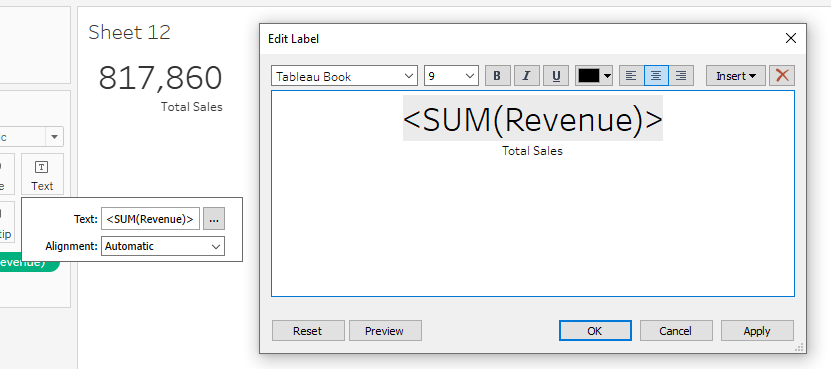 Sheet 12
817,860
Total Sales
c
e
Text
tip
evenue)
Text: <SUM(Revenue)> ...
Alignment: Automatic
Edit Label
Tableau Book 9 B I U Insert
<SUM(Revenue)>
Total Sales
Reset Preview OK Cancel Apply